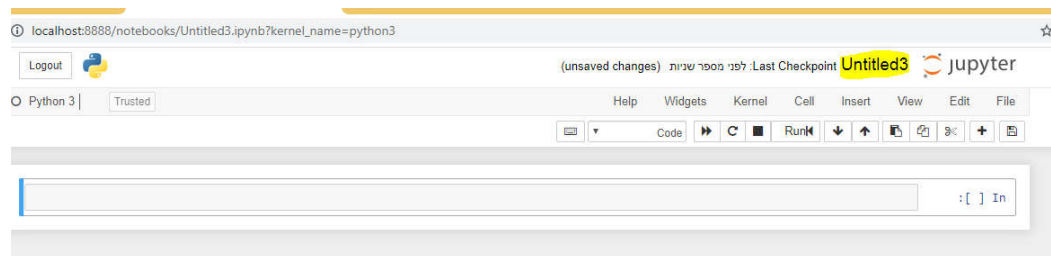 localhost:8888/notebooks/Untitled3.ipynb?kernel_name=python3
jupyter Untitled3 Last Checkpoint: לפני מספר שניות (unsaved changes) Logout
File Edit View Insert Cell Kernel Widgets Help Trusted Python 3
Run Code
In [ ]: